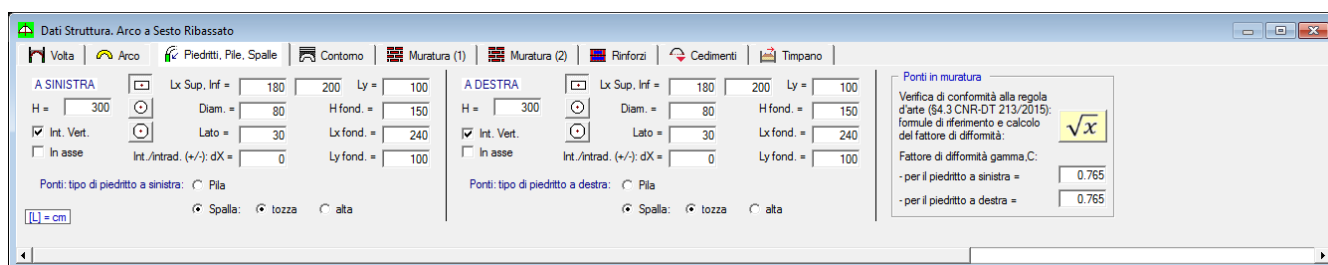 Dati Struttura. Arco a Sesto Ribassato
Volta Arco Piedritti, Pile, Spalle Contorno Muratura (1) Muratura (2) Rinforzi Cedimenti Timpano
A SINISTRA Lx Sup, Inf = 180 200 Ly = 100
H = 300 Diam. = 80 H fond. = 150
Int. Vert. Lato = 30 Lx fond. = 240
In asse Int./intrad. (+/-): dX = 0 Ly fond. = 100
Ponti: tipo di piedritto a sinistra: Pila
Spalla: tozza alta
[L] = cm
A DESTRA Lx Sup, Inf = 180 200 Ly = 100
H = 300 Diam. = 80 H fond. = 150
Int. Vert. Lato = 30 Lx fond. = 240
In asse Int./intrad. (+/-): dX = 0 Ly fond. = 100
Ponti: tipo di piedritto a destra: Pila
Spalla: tozza alta
Ponti in muratura
Verifica di conformità alla regola
d'arte (§4.3 CNR-DT 213/2015):
formule di riferimento e calcolo
del fattore di difformità:
√x
Fattore di difformità gamma,C:
- per il piedritto a sinistra = 0.765
- per il piedritto a destra = 0.765